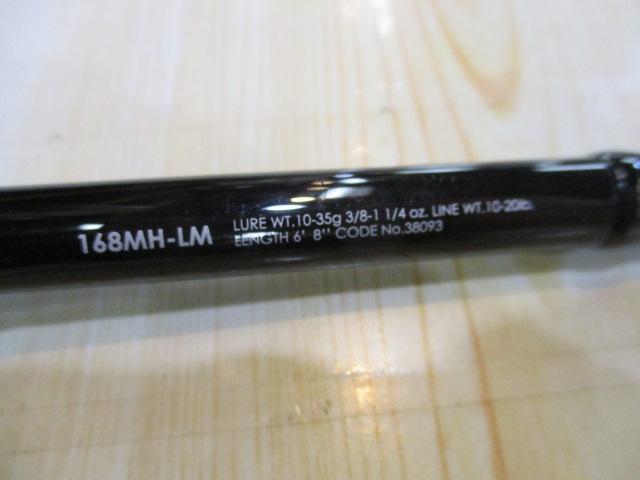 168MH-LM
LURE WT.10-35g 3/8-1 1/4 oz. LINE WT.10-20lb.
LENGTH 6' 8'' CODE No.38093